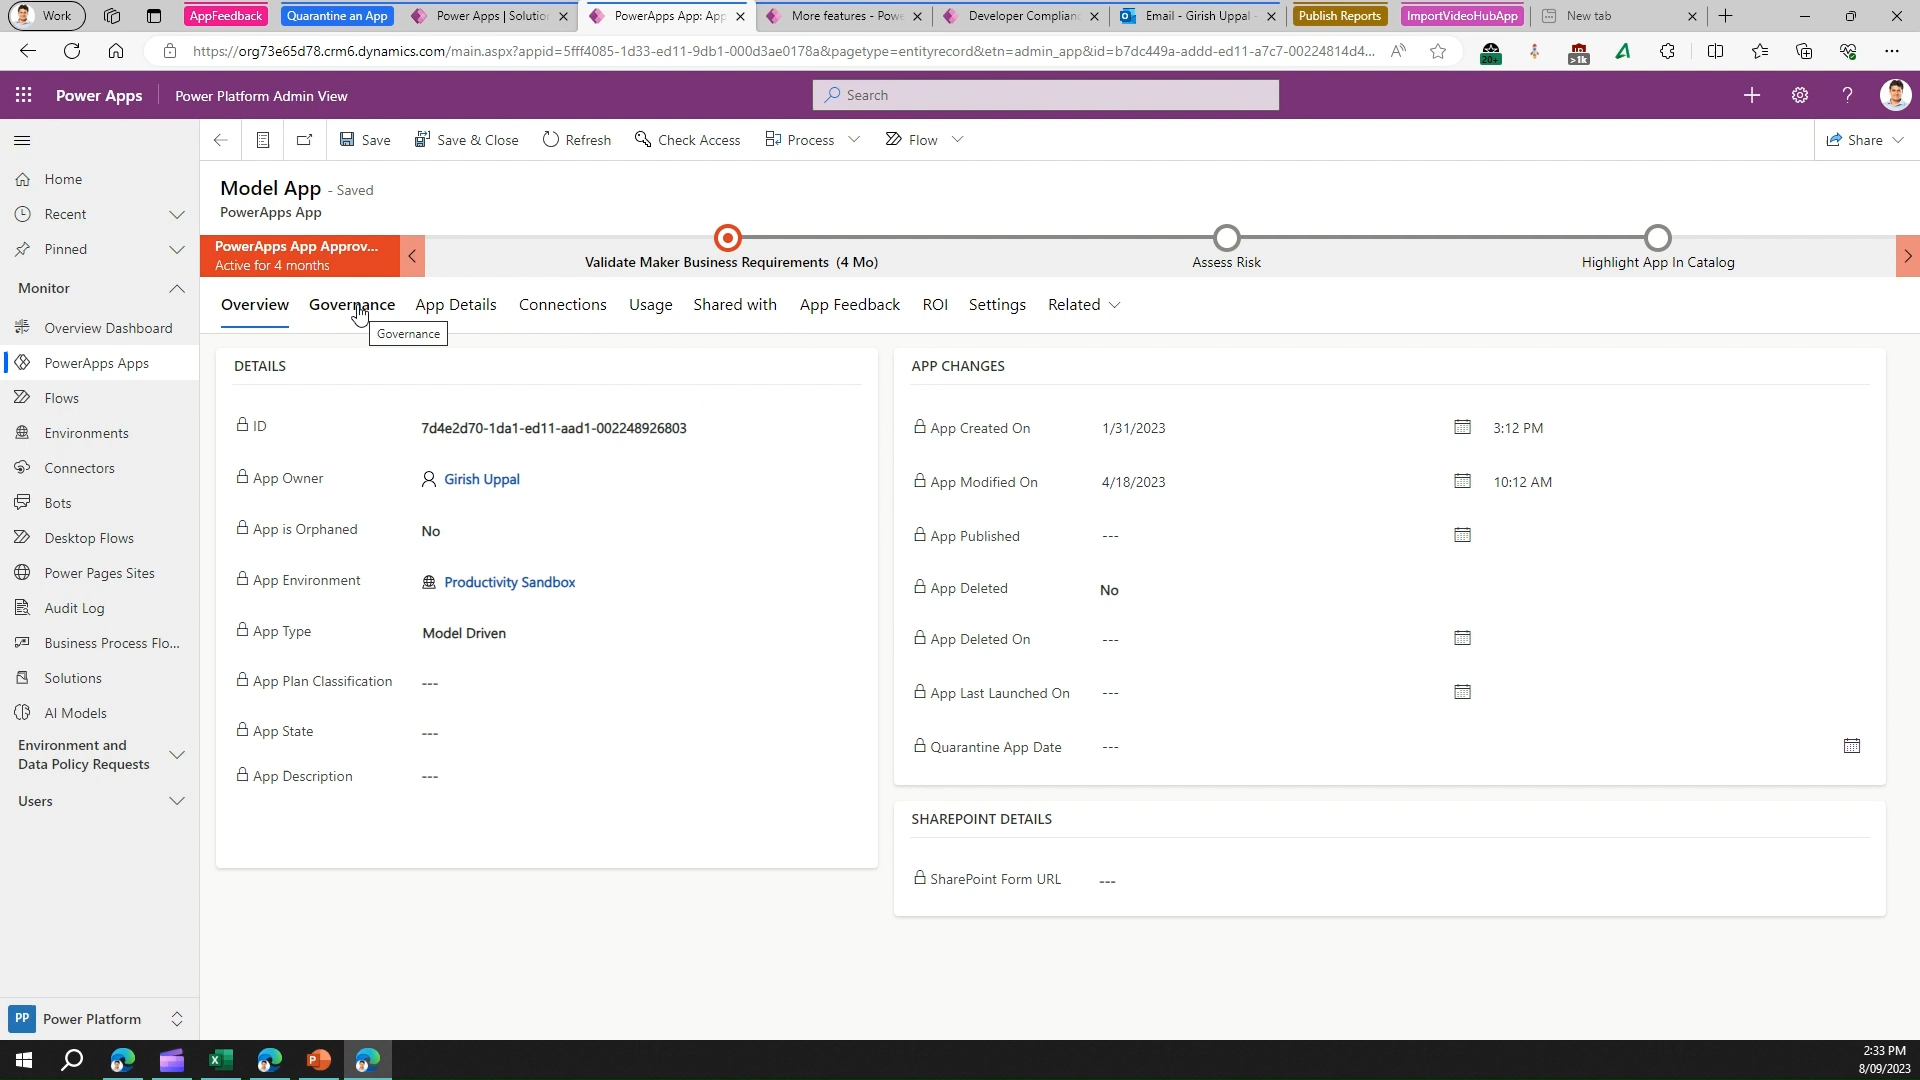 Work
AppFeedback
Quarantine an App
Power Apps | Solutio
PowerApps App: App
More features - Powe
Developer Complianc
Email - Girish Uppal -
Publish Reports
ImportVideoHubApp
New tab
https://org73e65d78.crm6.dynamics.com/main.aspx?appid=5fff4085-1d33-ed11-9db1-000d3ae0178a&pagetype=entityrecord&etn=admin_app&id=b7dc449a-addd-ed11-a7c7-00224814d4...
20+
>1k
Power Apps
Power Platform Admin View
Search
Save
Save & Close
Refresh
Check Access
Process
Flow
Share
Home
Recent
Pinned
Monitor
Overview Dashboard
PowerApps Apps
Flows
Environments
Connectors
Bots
Desktop Flows
Power Pages Sites
Audit Log
Business Process Flo...
Solutions
AI Models
Environment and
Data Policy Requests
Users
PP
Power Platform
Model App - Saved
PowerApps App
PowerApps App Approv...
Active for 4 months
Validate Maker Business Requirements (4 Mo)
Assess Risk
Highlight App In Catalog
Overview
Governance
App Details
Connections
Usage
Shared with
App Feedback
ROI
Settings
Related
Governance
DETAILS
ID
7d4e2d70-1da1-ed11-aad1-002248926803
App Owner
Girish Uppal
App is Orphaned
No
App Environment
Productivity Sandbox
App Type
Model Driven
App Plan Classification
---
App State
---
App Description
---
APP CHANGES
App Created On
1/31/2023
3:12 PM
App Modified On
4/18/2023
10:12 AM
App Published
---
App Deleted
No
App Deleted On
---
App Last Launched On
---
Quarantine App Date
---
SHAREPOINT DETAILS
SharePoint Form URL
---
2:33 PM
8/09/2023